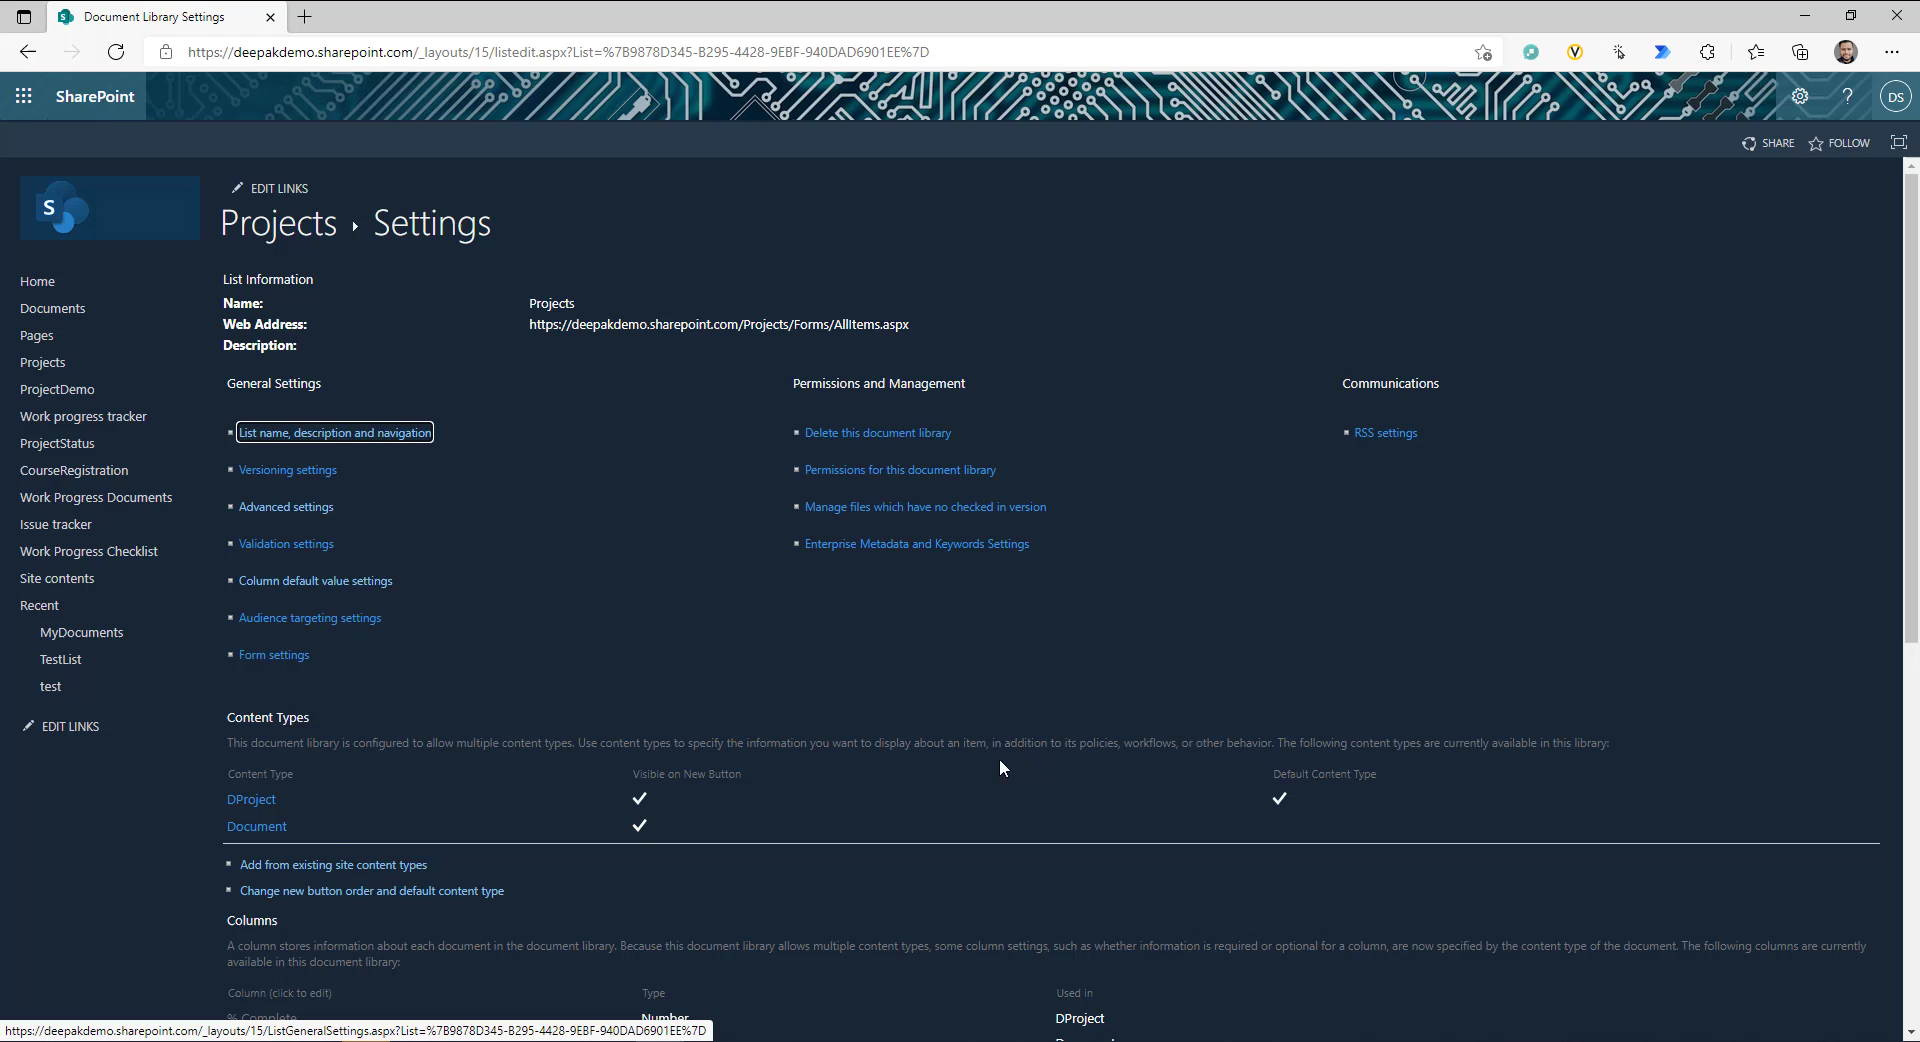 Document Library Settings
https://deepakdemo.sharepoint.com/_layouts/15/listedit.aspx?List=%7B9878D345-B295-4428-9EBF-940DAD6901EE%7D
SharePoint
DS
SHARE
FOLLOW
S
EDIT LINKS
Projects Settings
Home
Documents
Pages
Projects
ProjectDemo
Work progress tracker
ProjectStatus
CourseRegistration
Work Progress Documents
Issue tracker
Work Progress Checklist
Site contents
Recent
MyDocuments
TestList
test
EDIT LINKS
List Information
Name: Projects
Web Address: https://deepakdemo.sharepoint.com/Projects/Forms/AllItems.aspx
Description:
General Settings
List name, description and navigation
Versioning settings
Advanced settings
Validation settings
Column default value settings
Audience targeting settings
Form settings
Permissions and Management
Delete this document library
Permissions for this document library
Manage files which have no checked in version
Enterprise Metadata and Keywords Settings
Communications
RSS settings
Content Types
This document library is configured to allow multiple content types. Use content types to specify the information you want to display about an item, in addition to its policies, workflows, or other behavior. The following content types are currently available in this library:
Content Type Visible on New Button Default Content Type
DProject
Document
Add from existing site content types
Change new button order and default content type
Columns
A column stores information about each document in the document library. Because this document library allows multiple content types, some column settings, such as whether information is required or optional for a column, are now specified by the content type of the document. The following columns are currently
available in this document library:
Column (click to edit) Type Used in
% Complete Number DProject
https://deepakdemo.sharepoint.com/_layouts/15/ListGeneralSettings.aspx?List=%7B9878D345-B295-4428-9EBF-940DAD6901EE%7D